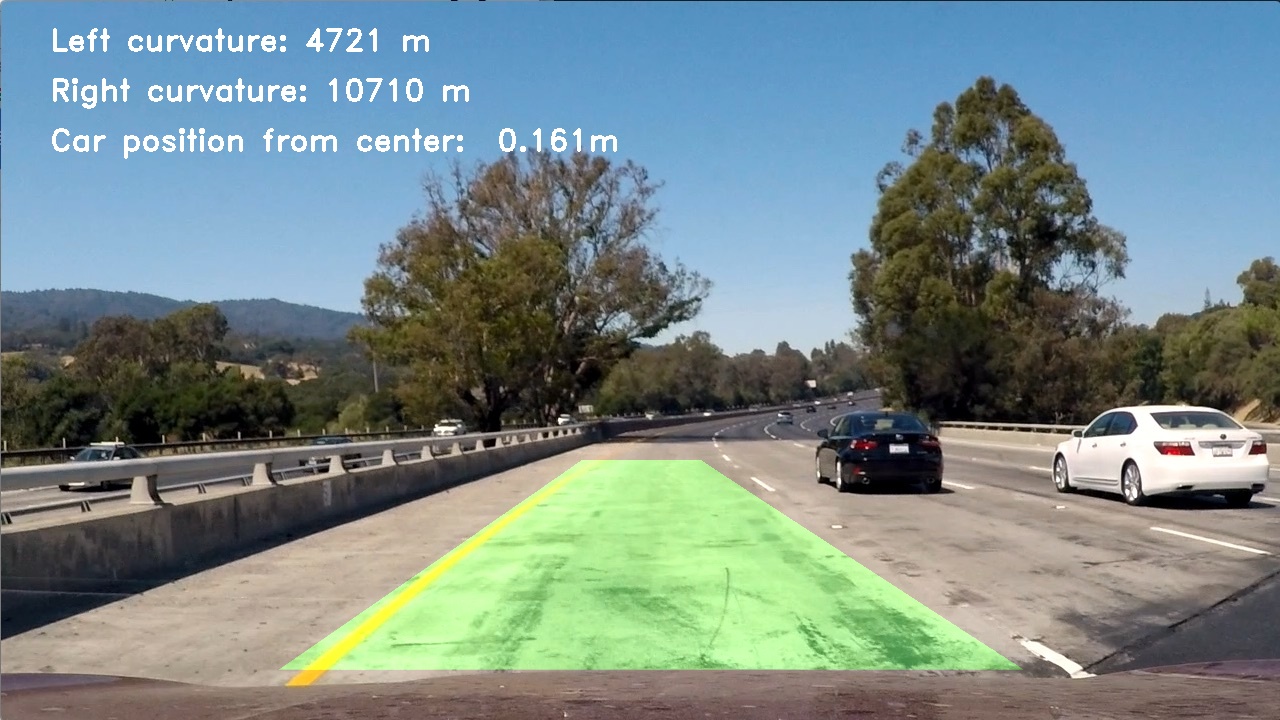 Left curvature: 4721 m
Right curvature: 10710 m
Car position from center: 0.161m